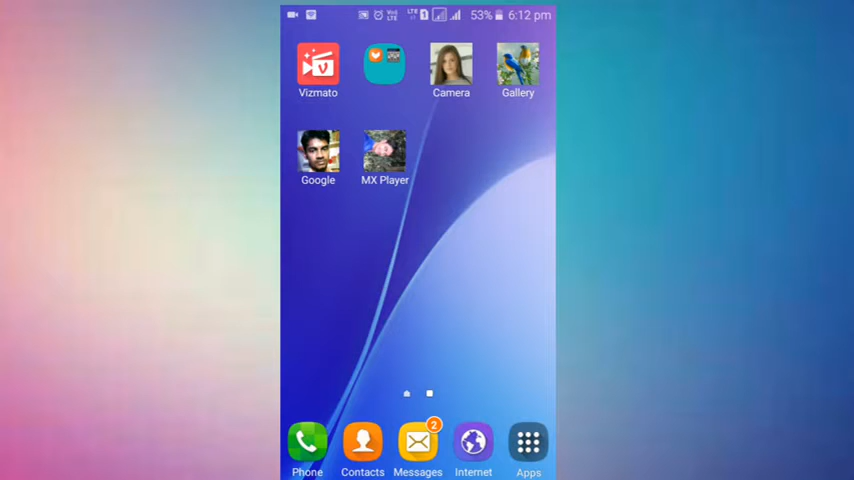 53% 6:12 pm
Vizmato
Camera
Gallery
Google
MX Player
2
Phone
Contacts
Messages
Internet
Apps